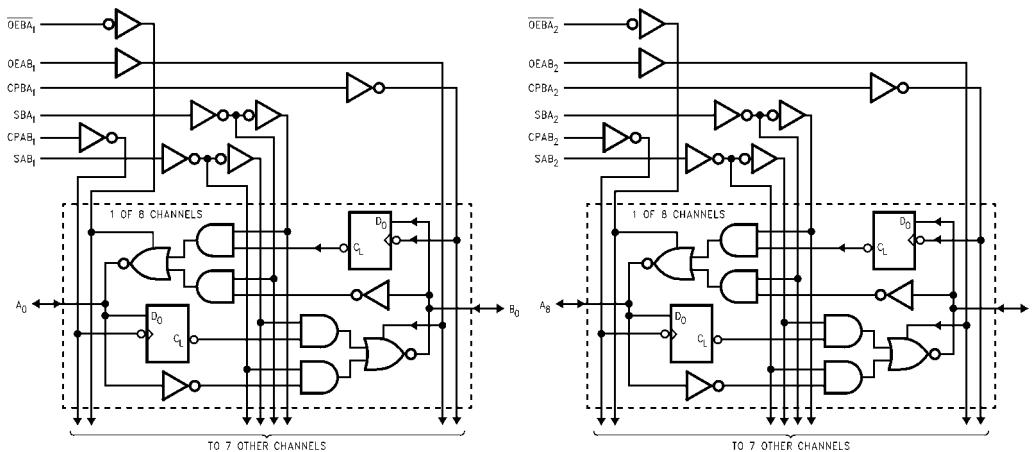 OEBA1
OEAB1
CPBA1
SBA1
CPAB1
SAB1
1 OF 8 CHANNELS
D0
CL
A0
B0
D0
CL
TO 7 OTHER CHANNELS
OEBA2
OEAB2
CPBA2
SBA2
CPAB2
SAB2
1 OF 8 CHANNELS
D0
CL
A8
D0
CL
TO 7 OTHER CHANNELS